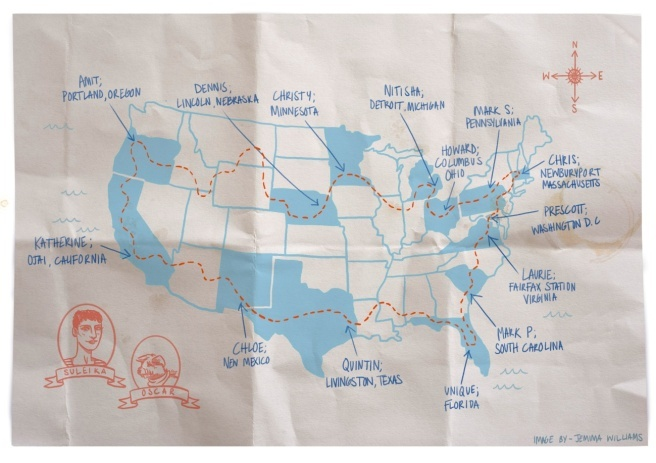 AMIT;
PORTLAND, OREGON
DENNIS;
LINCOLN, NEBRASKA
CHRISTY;
MINNESOTA
NITISHA;
DETROIT, MICHIGAN
MARK S;
PENNSYLVANIA
HOWARD;
COLUMBUS
OHIO
N
W
E
S
CHRIS;
NEWBURYPORT
MASSACHUSETTS
PRESCOTT;
WASHINGTON D.C
KATHERINE;
OJAI, CALIFORNIA
LAURIE;
FAIRFAX STATION
VIRGINIA
MARK P;
SOUTH CAROLINA
CHLOE;
NEW MEXICO
QUINTIN;
LIVINGSTON, TEXAS
UNIQUE;
FLORIDA
SULEIKA
OSCAR
IMAGE BY - JEMIMA WILLIAMS